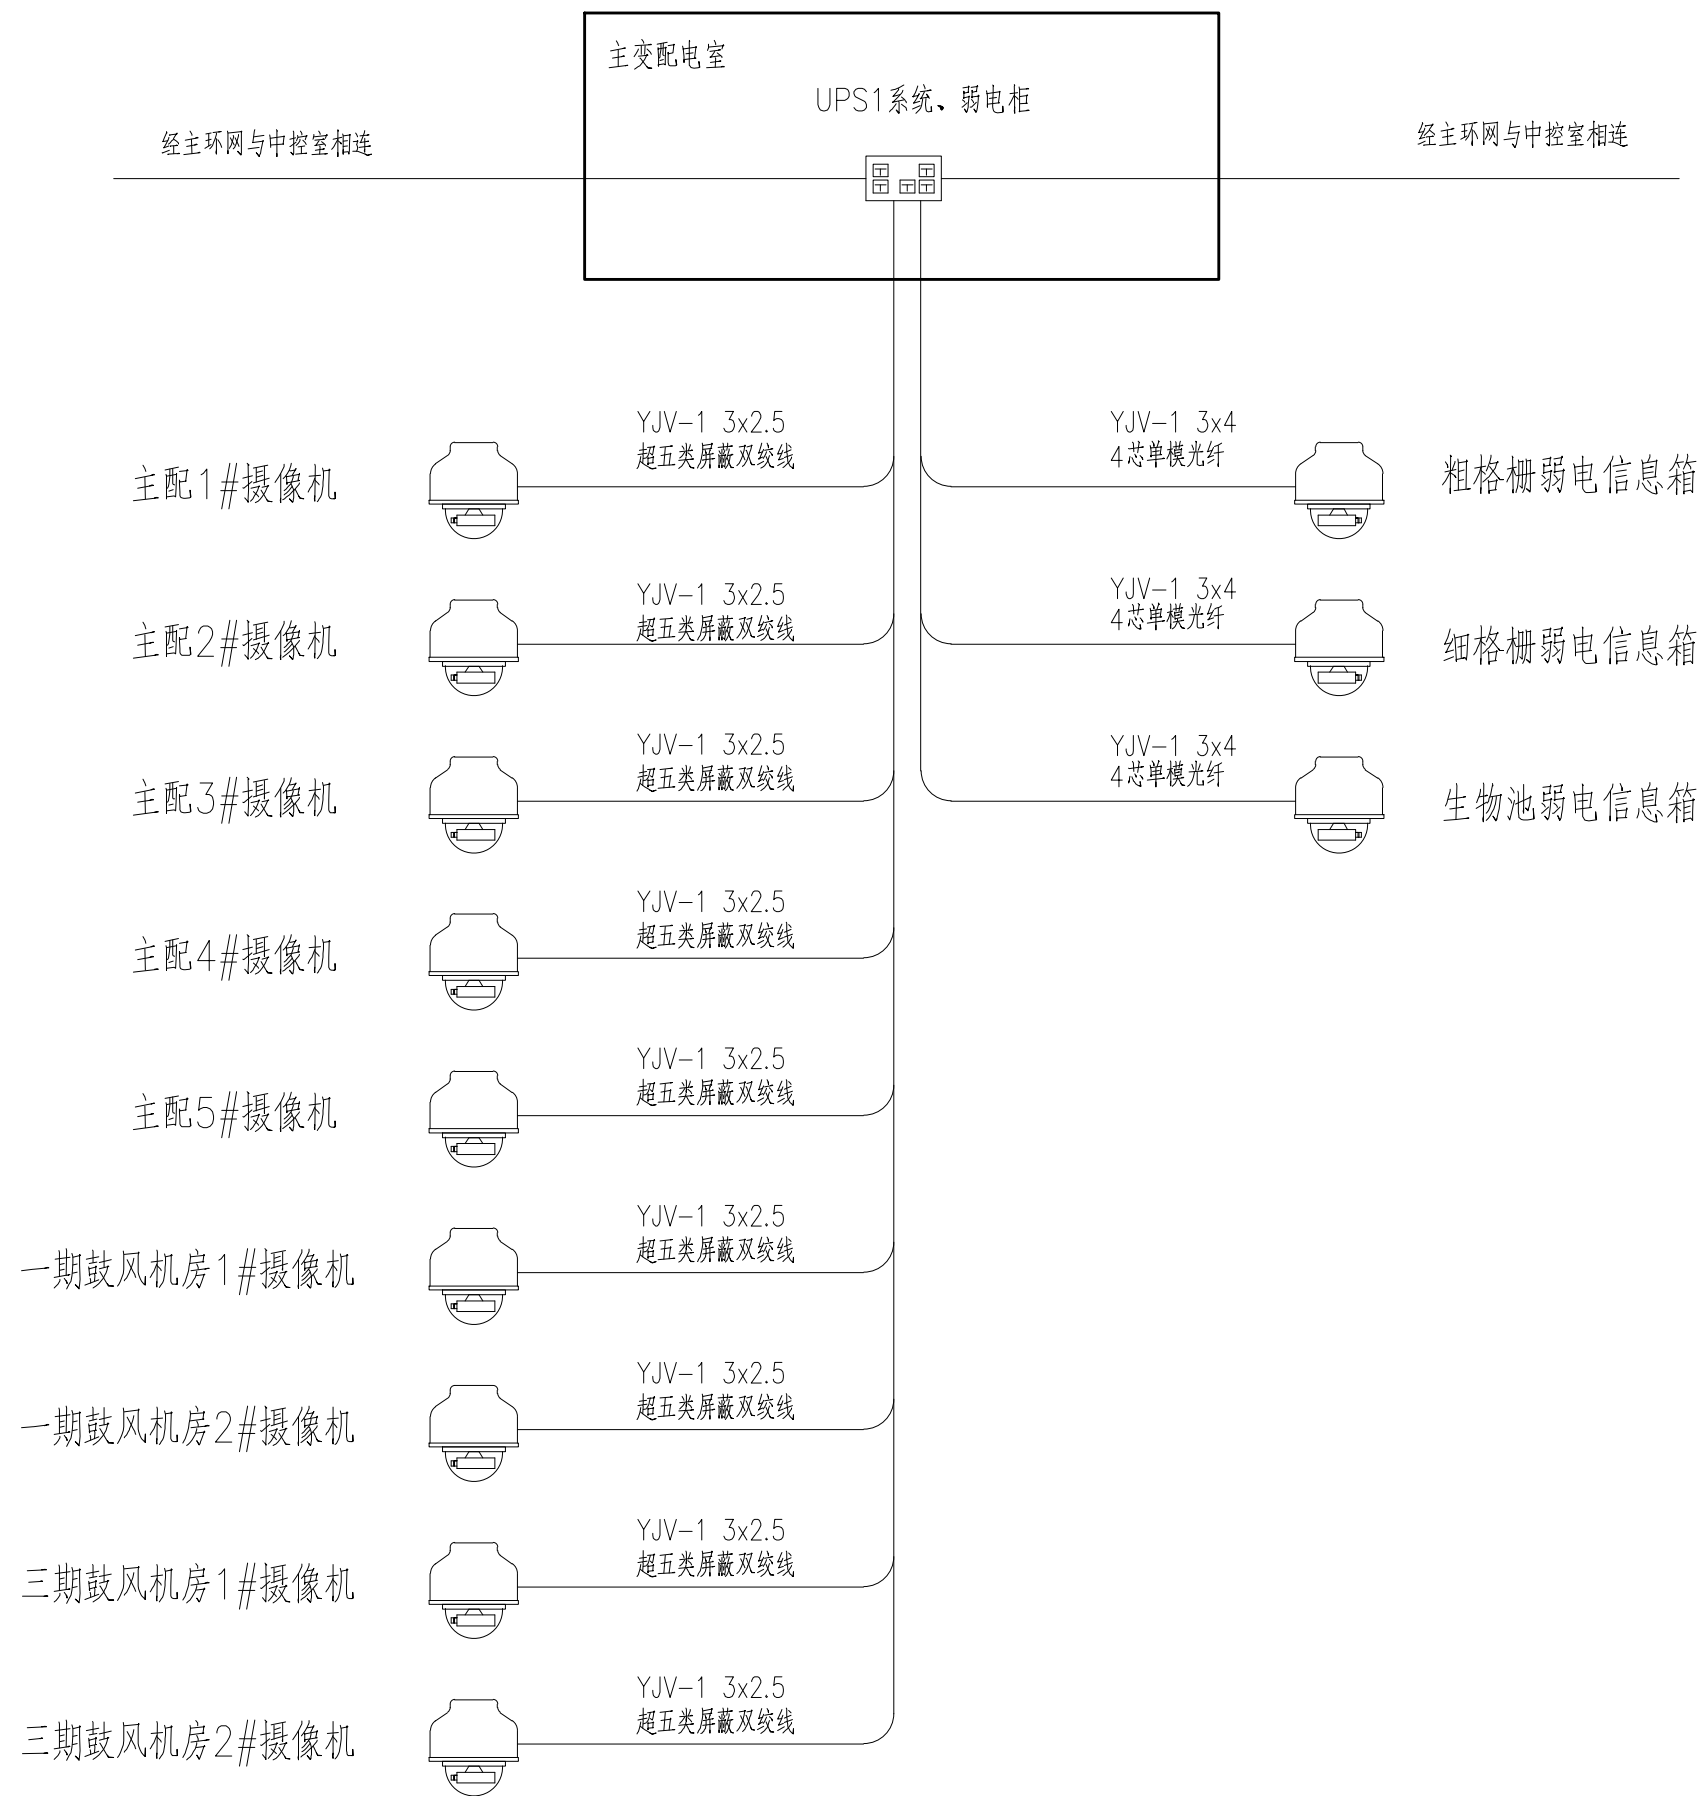 主变配电室
UPS1系统、弱电柜
经主环网与中控室相连
经主环网与中控室相连
YJV-1 3x2.5
超五类屏蔽双绞线
主配1#摄像机
YJV-1 3x4
4芯单模光纤
粗格栅弱电信息箱
YJV-1 3x2.5
超五类屏蔽双绞线
主配2#摄像机
YJV-1 3x4
4芯单模光纤
细格栅弱电信息箱
YJV-1 3x2.5
超五类屏蔽双绞线
主配3#摄像机
YJV-1 3x4
4芯单模光纤
生物池弱电信息箱
YJV-1 3x2.5
超五类屏蔽双绞线
主配4#摄像机
YJV-1 3x2.5
超五类屏蔽双绞线
主配5#摄像机
YJV-1 3x2.5
超五类屏蔽双绞线
一期鼓风机房1#摄像机
YJV-1 3x2.5
超五类屏蔽双绞线
一期鼓风机房2#摄像机
YJV-1 3x2.5
超五类屏蔽双绞线
三期鼓风机房1#摄像机
YJV-1 3x2.5
超五类屏蔽双绞线
三期鼓风机房2#摄像机